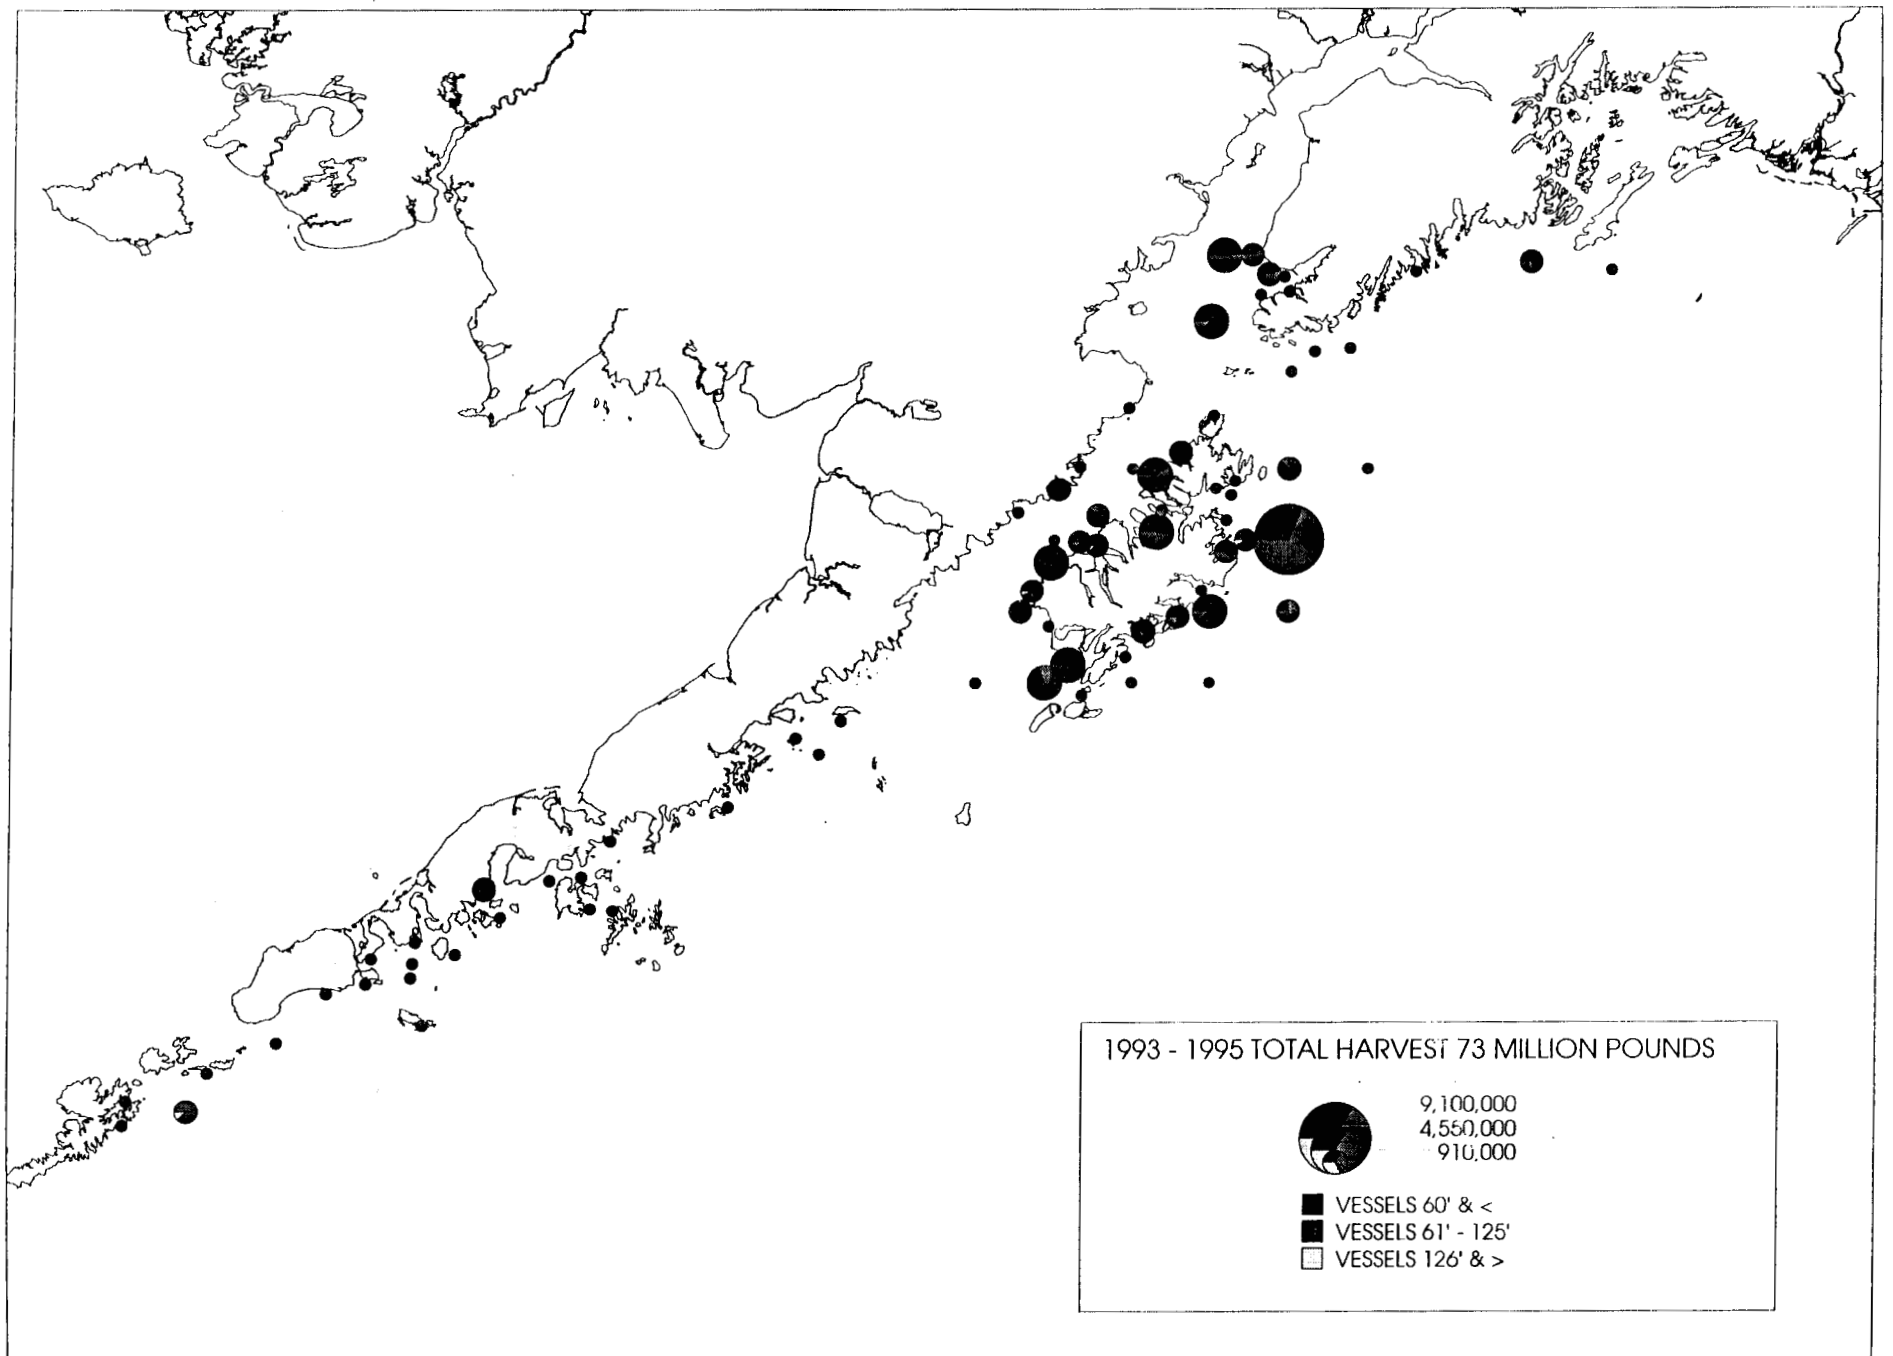 1993 - 1995 TOTAL HARVEST 73 MILLION POUNDS
9,100,000
4,550,000
910,000
VESSELS 60' & <
VESSELS 61' - 125'
VESSELS 126' & >